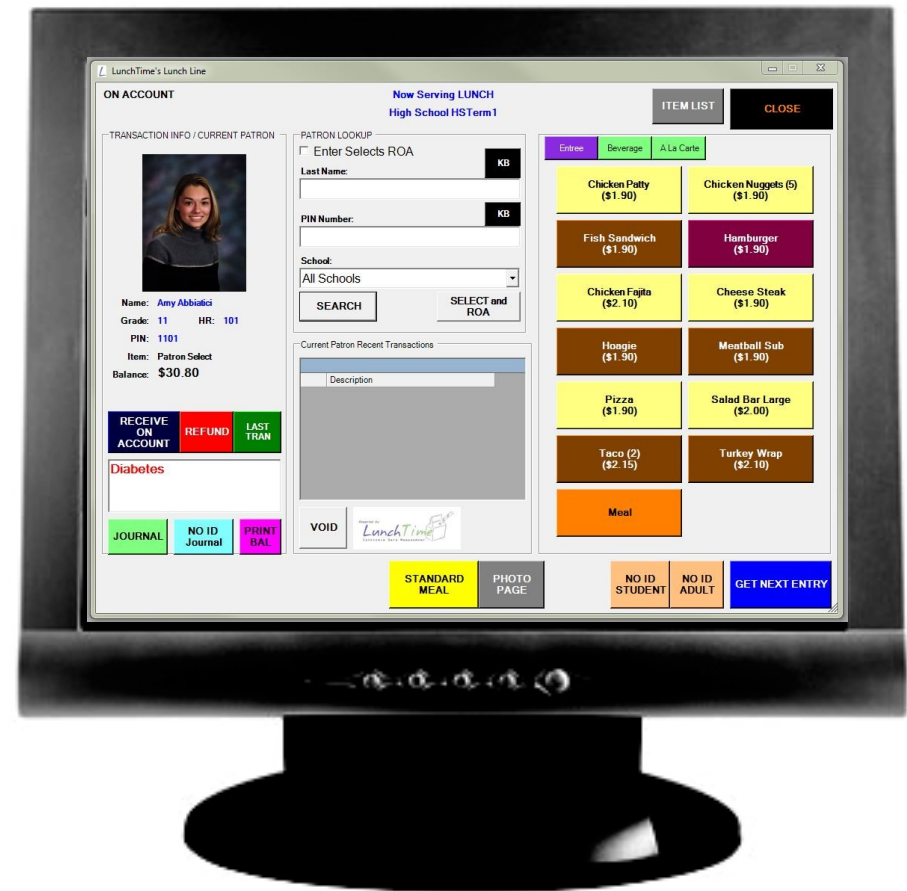 LunchTime's Lunch Line
ON ACCOUNT
Now Serving LUNCH
High School HSTerm1
ITEM LIST
CLOSE
TRANSACTION INFO / CURRENT PATRON
Name: Amy Abbiatici
Grade: 11 HR: 101
PIN: 1101
Item: Patron Select
Balance: $30.80
RECEIVE
ON
ACCOUNT
REFUND
LAST
TRAN
Diabetes
JOURNAL
NO ID
Journal
PRINT
BAL
PATRON LOOKUP
Enter Selects ROA
KB
Last Name:
KB
PIN Number:
School:
All Schools
SEARCH
SELECT and
ROA
Current Patron Recent Transactions
Description
VOID
LunchTime
Entree
Beverage
A La Carte
Chicken Patty
($1.90)
Chicken Nuggets (5)
($1.90)
Fish Sandwich
($1.90)
Hamburger
($1.90)
Chicken Fajita
($2.10)
Cheese Steak
($1.90)
Hoagie
($1.90)
Meatball Sub
($1.90)
Pizza
($1.90)
Salad Bar Large
($2.00)
Taco (2)
($2.15)
Turkey Wrap
($2.10)
Meal
STANDARD
MEAL
PHOTO
PAGE
NO ID
STUDENT
NO ID
ADULT
GET NEXT ENTRY